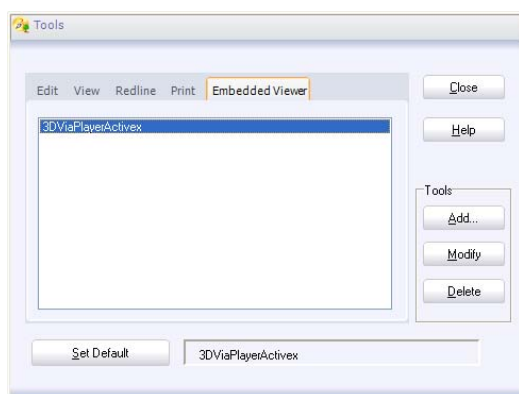 Tools
Edit View Redline Print Embedded Viewer
3DViaPlayerActivex
Close
Help
Tools
Add...
Modify
Delete
Set Default
3DViaPlayerActivex